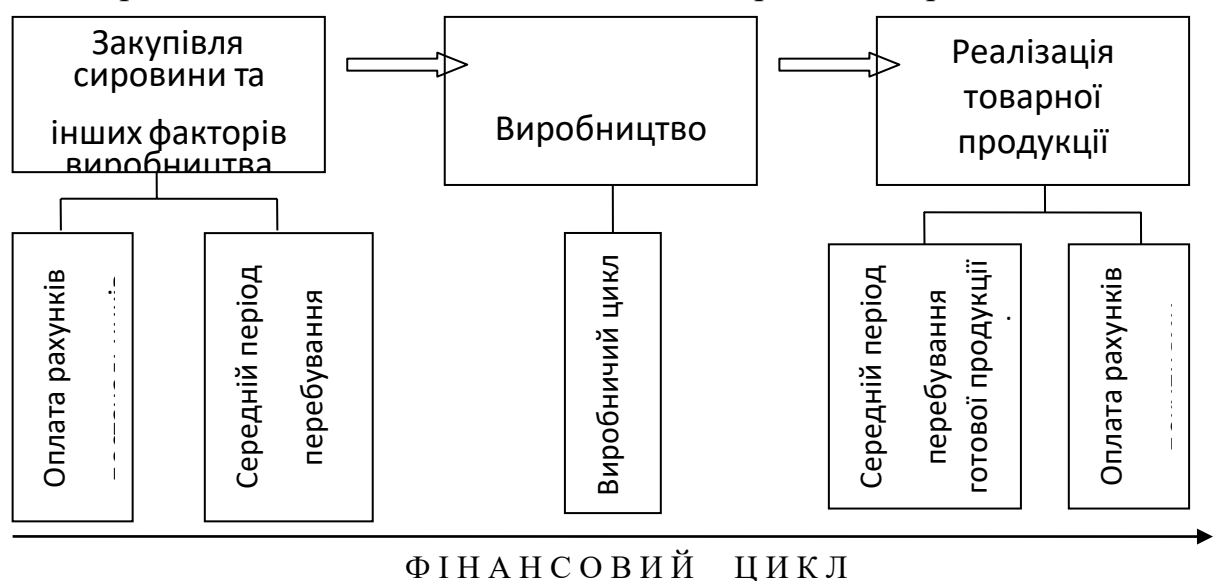 Закупівля
сировини та
інших факторів
виробництва
Виробництво
Реалізація
товарної
продукції
Оплата рахунків
Середній період
перебування
Виробничий цикл
Середній період
перебування
готової продукції
Оплата рахунків
ФІНАНСОВИЙ ЦИКЛ